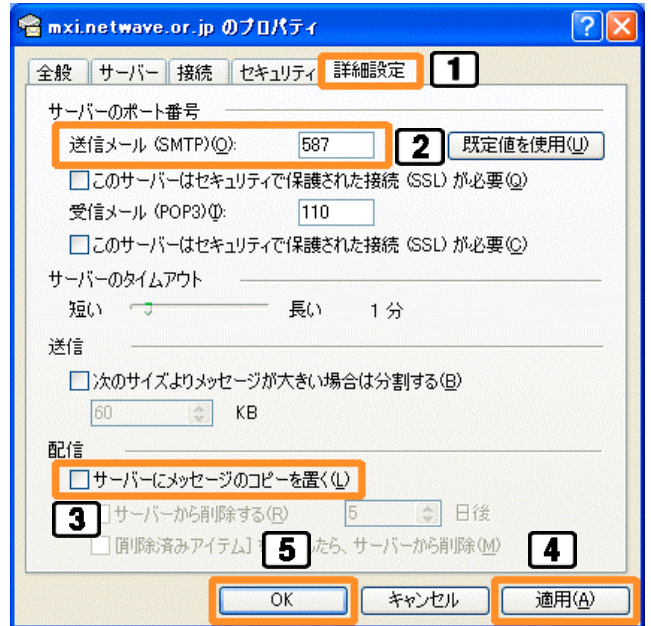 mxi.netwave.or.jp のプロパティ
全般 サーバー 接続 セキュリティ 詳細設定 1
サーバーのポート番号
送信メール (SMTP)(O): 587 2 既定値を使用(U)
このサーバーはセキュリティで保護された接続 (SSL) が必要(Q)
受信メール (POP3)(I): 110
このサーバーはセキュリティで保護された接続 (SSL) が必要(C)
サーバーのタイムアウト
短い 長い 1 分
送信
次のサイズよりメッセージが大きい場合は分割する(B)
60 KB
配信
サーバーにメッセージのコピーを置く(L)
3 サーバーから削除する(R) 5 日後
[削除済みアイテム] 5 たら、サーバーから削除(M) 4
OK キャンセル 適用(A)